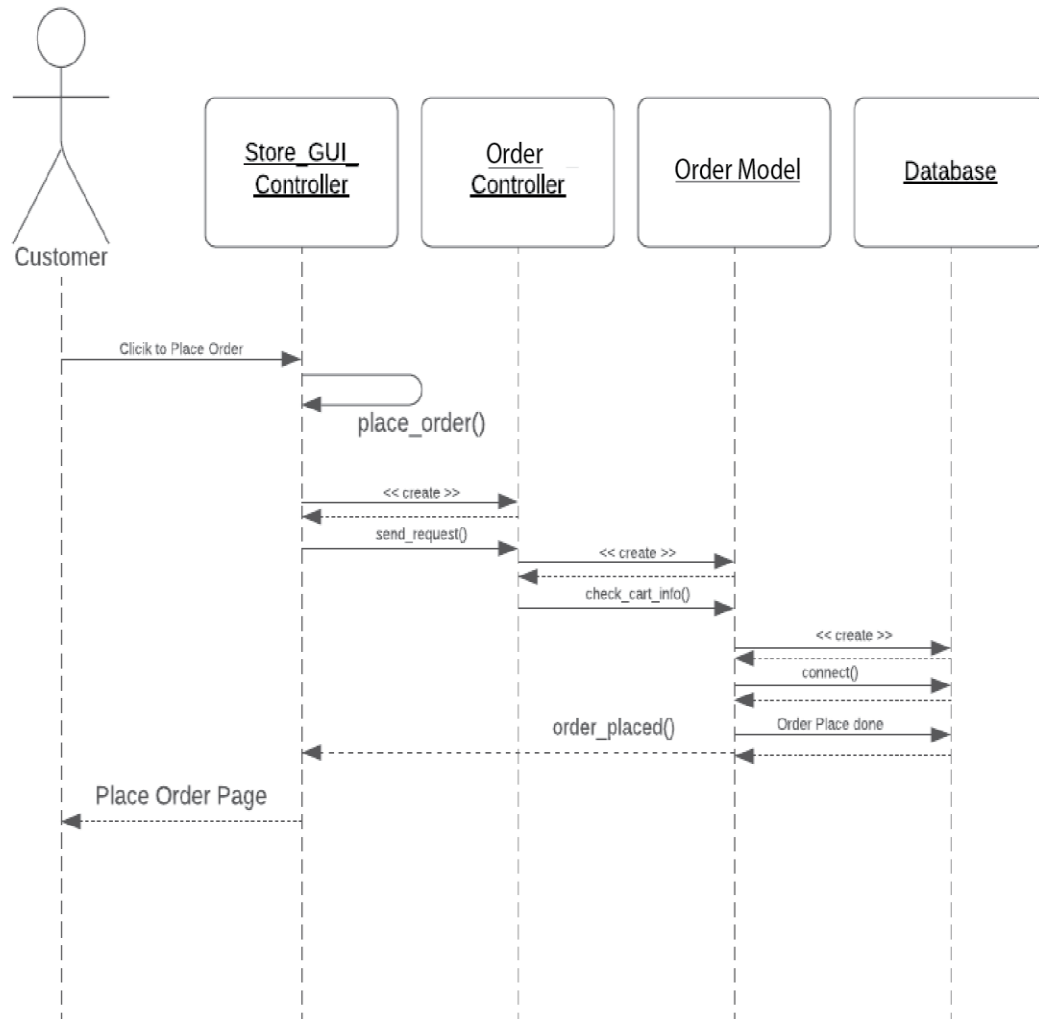 Store_GUI_
Controller
Order
Controller
Order Model
Database
Customer
Clicik to Place Order
place_order()
<< create >>
send_request()
<< create >>
check_cart_info()
<< create >>
connect()
order_placed()
Order Place done
Place Order Page